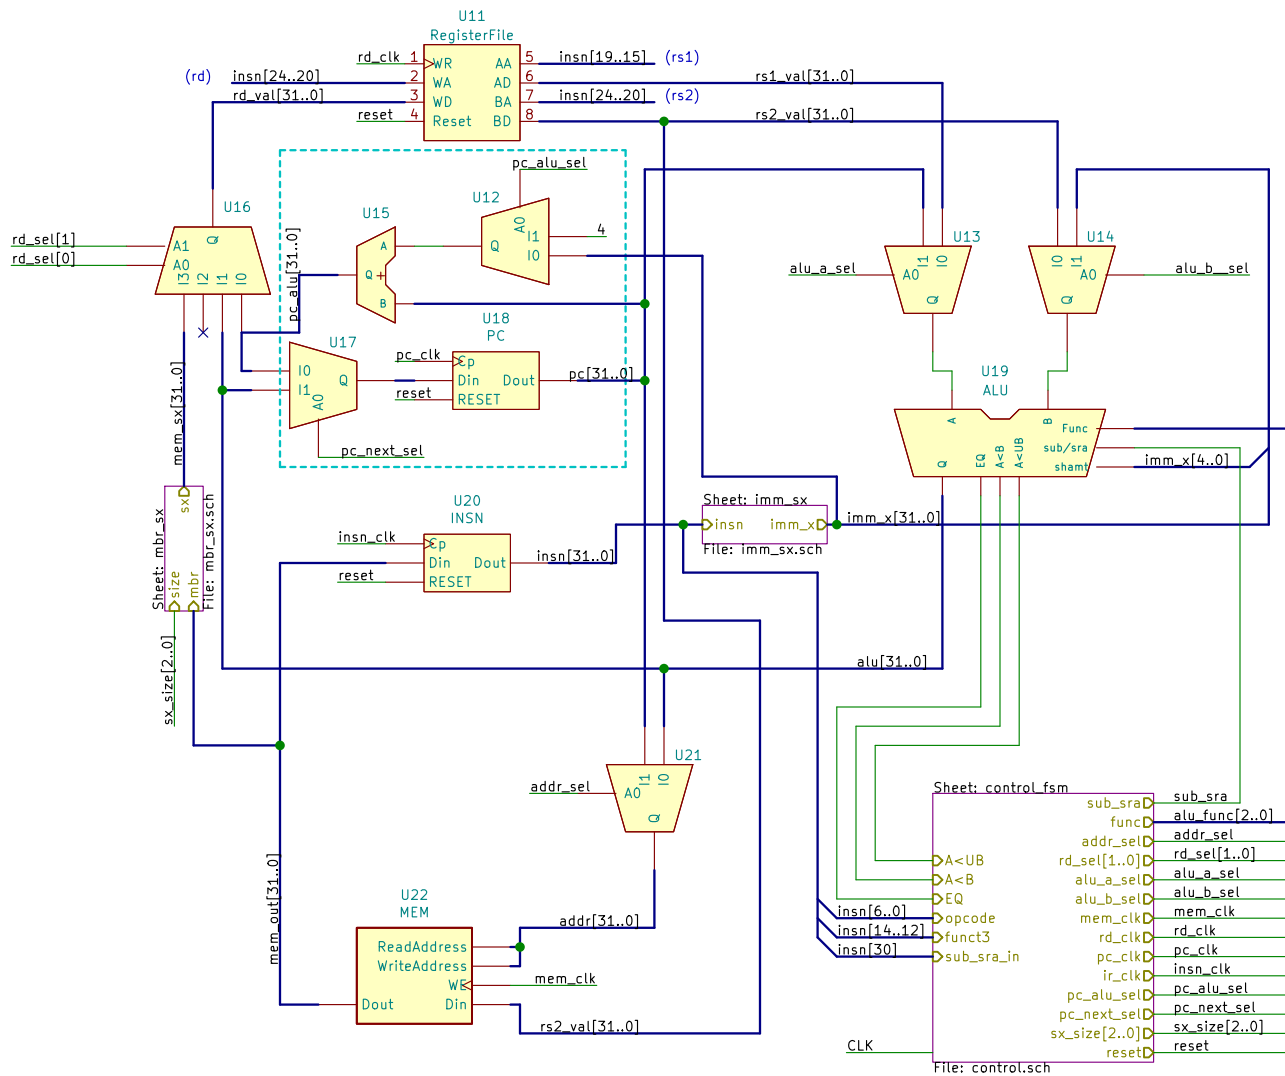 U11
RegisterFile
rd_clk 1 WR AA 5 insn[19..15] (rs1)
(rd) insn[24..20] 2 WA AD 6 rs1_val[31..0]
rd_val[31..0] 3 WD BA 7 insn[24..20] (rs2)
reset 4 Reset BD 8 rs2_val[31..0]
pc_alu_sel
U12
A0
I1
I0
Q
4
U15
A
Q +
B
U16
Q
A1
A0
I3
I2
I1
I0
rd_sel[1]
rd_sel[0]
pc_alu[31..0]
U13
I1
I0
A0
Q
alu_a_sel
U14
I0
I1
A0
Q
alu_b__sel
U17
I0
I1
Q
A0
pc_next_sel
U18
PC
pc_clk Cp
Din Dout pc[31..0]
reset RESET
mem_sx[31..0]
U19
ALU
A
B
Func
sub/sra
shamt
imm_x[4..0]
Q
EQ
A<B
A<UB
Sheet: mbr_sx
sx
size
mbr
File: mbr_sx.sch
sx_size[2..0]
U20
INSN
insn_clk Cp
Din Dout insn[31..0]
reset RESET
Sheet: imm_sx
insn imm_x imm_x[31..0]
File: imm_sx.sch
alu[31..0]
U21
I1
I0
A0
Q
addr_sel
mem_out[31..0]
U22
MEM
addr[31..0]
ReadAddress
WriteAddress
WE mem_clk
Dout Din
rs2_val[31..0]
Sheet: control_fsm
sub_sra sub_sra
func alu_func[2..0]
addr_sel addr_sel
A<UB rd_sel[1..0] rd_sel[1..0]
A<B alu_a_sel alu_a_sel
EQ alu_b_sel alu_b_sel
insn[6..0] opcode mem_clk mem_clk
insn[14..12] funct3 rd_clk rd_clk
insn[30] sub_sra_in pc_clk pc_clk
ir_clk insn_clk
pc_alu_sel pc_alu_sel
pc_next_sel pc_next_sel
sx_size[2..0] sx_size[2..0]
CLK reset reset
File: control.sch